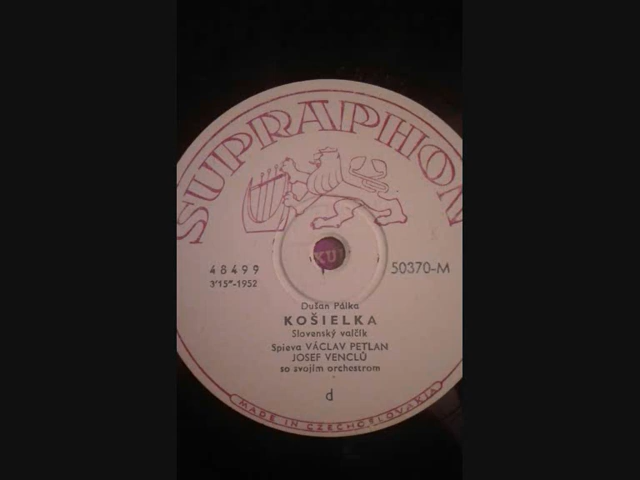 SUPRAPHON
48499
3'15"-1952
50370-M
Dušan Pálka
KOŠIELKA
Slovenský valčík
Spieva VÁCLAV PETLAN
JOSEF VENCLŮ
so svojím orchestrom
d
MADE IN CZECHOSLOVAKIA